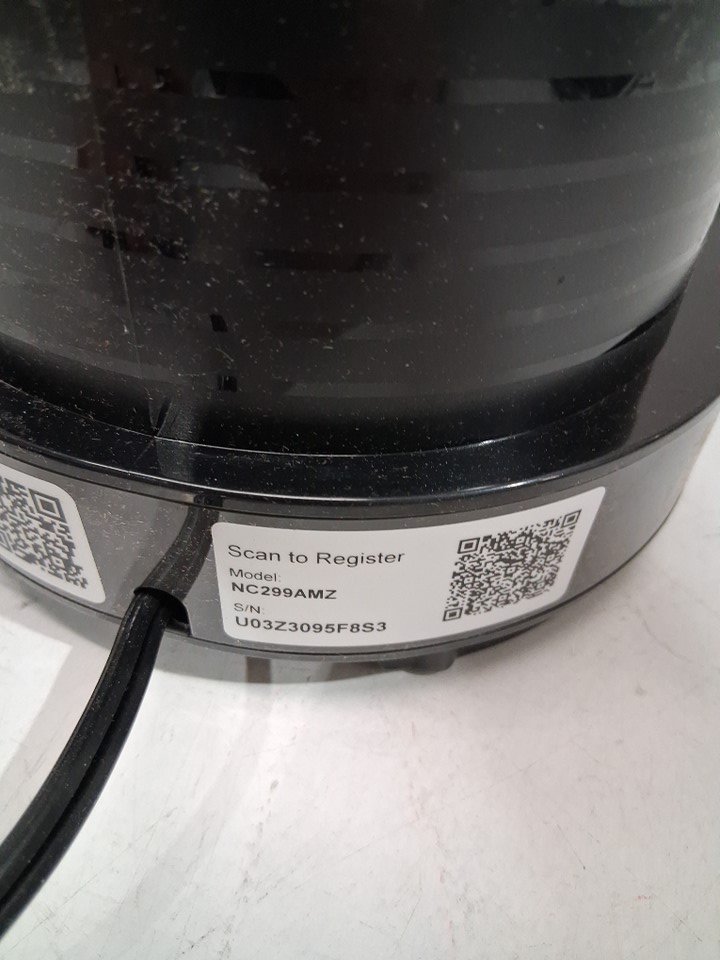 Scan to Register
Model:
NC299AMZ
S/N:
U03Z3095F8S3